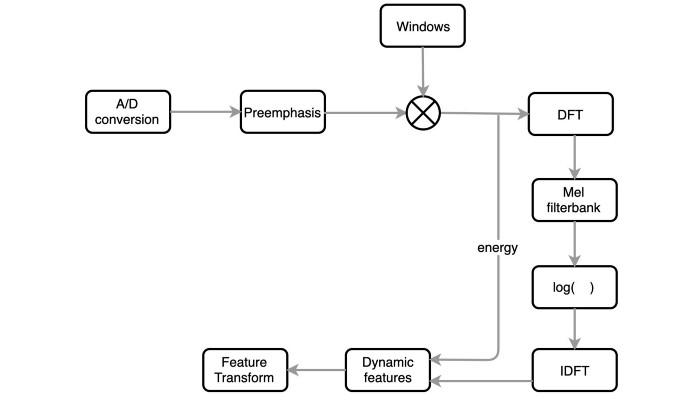 Windows
A/D
conversion
Preemphasis
DFT
Mel
filterbank
energy
log( )
Feature
Transform
Dynamic
features
IDFT